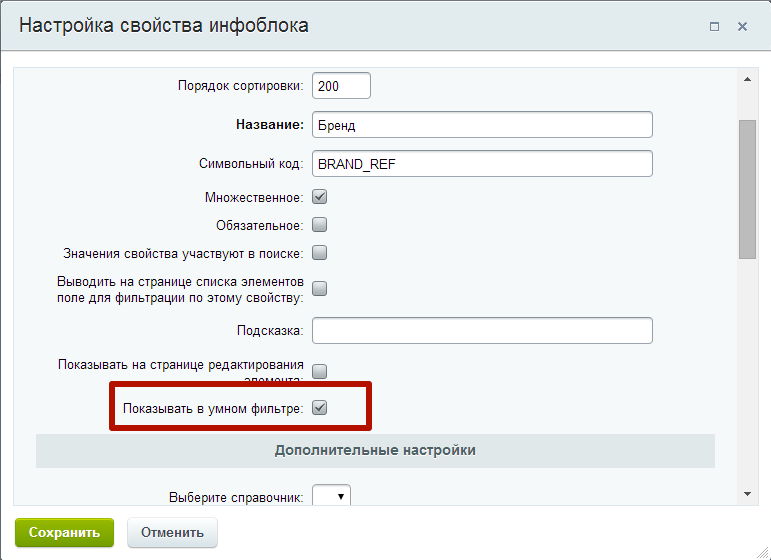 Настройка свойства инфоблока
Порядок сортировки: 200
Название: Бренд
Символьный код: BRAND_REF
Множественное:
Обязательное:
Значения свойства участвуют в поиске:
Выводить на странице списка элементов
поле для фильтрации по этому свойству:
Подсказка:
Показывать на странице редактирования
элемента:
Показывать в умном фильтре:
Дополнительные настройки
Выберите справочник:
Сохранить Отменить